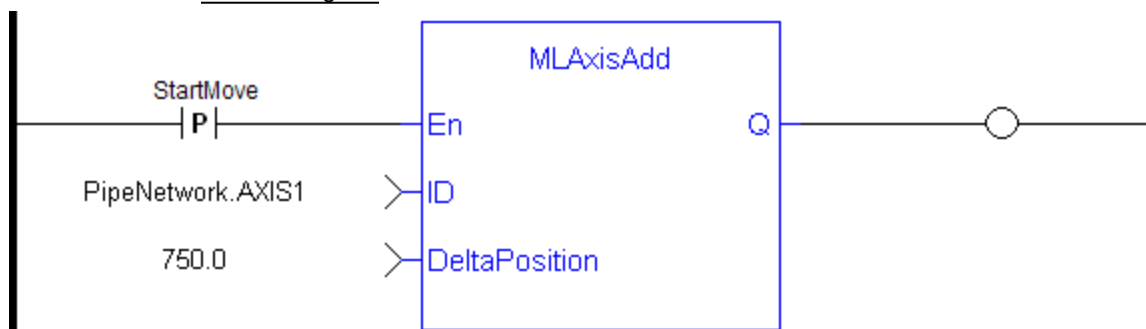 MLAxisAdd
StartMove
P
En
Q
PipeNetwork.AXIS1
ID
750.0
DeltaPosition